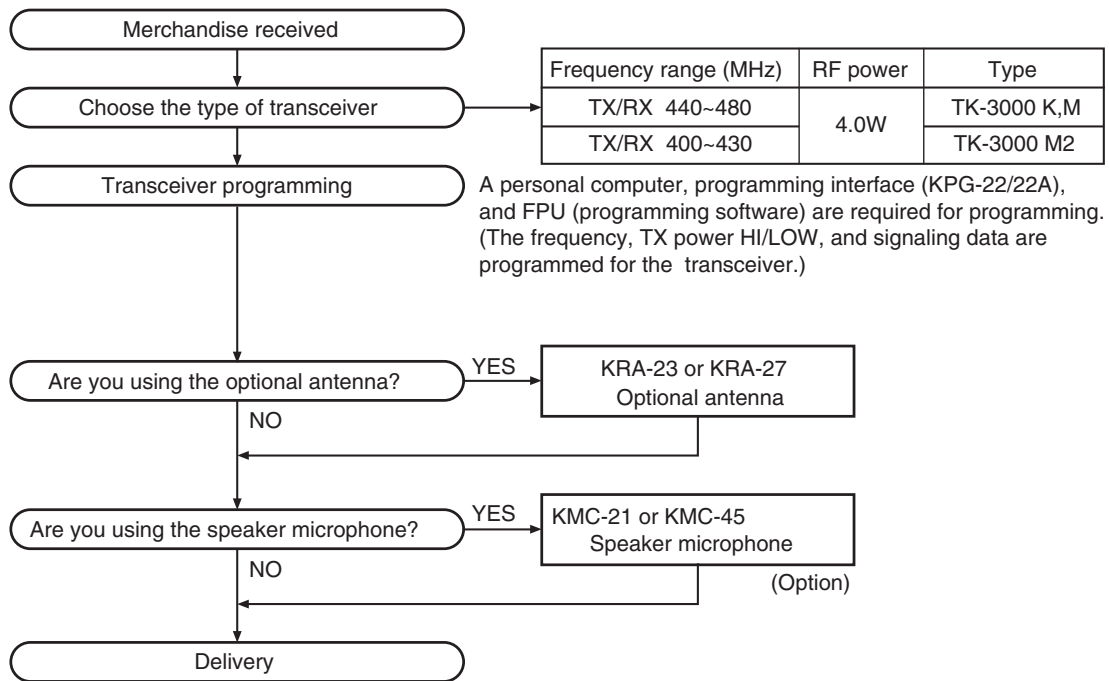 Merchandise received
Choose the type of transceiver
Frequency range (MHz) RF power Type
TX/RX 440~480 4.0W TK-3000 K,M
TX/RX 400~430 TK-3000 M2
Transceiver programming
A personal computer, programming interface (KPG-22/22A),
and FPU (programming software) are required for programming.
(The frequency, TX power HI/LOW, and signaling data are
programmed for the transceiver.)
Are you using the optional antenna?
YES
KRA-23 or KRA-27
Optional antenna
NO
Are you using the speaker microphone?
YES
KMC-21 or KMC-45
Speaker microphone
(Option)
NO
Delivery